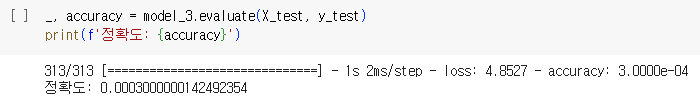 [ ] _, accuracy = model_3.evaluate(X_test, y_test)
print(f'정확도: {accuracy}')
313/313 [==============================] - 1s 2ms/step - loss: 4.8527 - accuracy: 3.0000e-04
정확도: 0.0003000000142492354